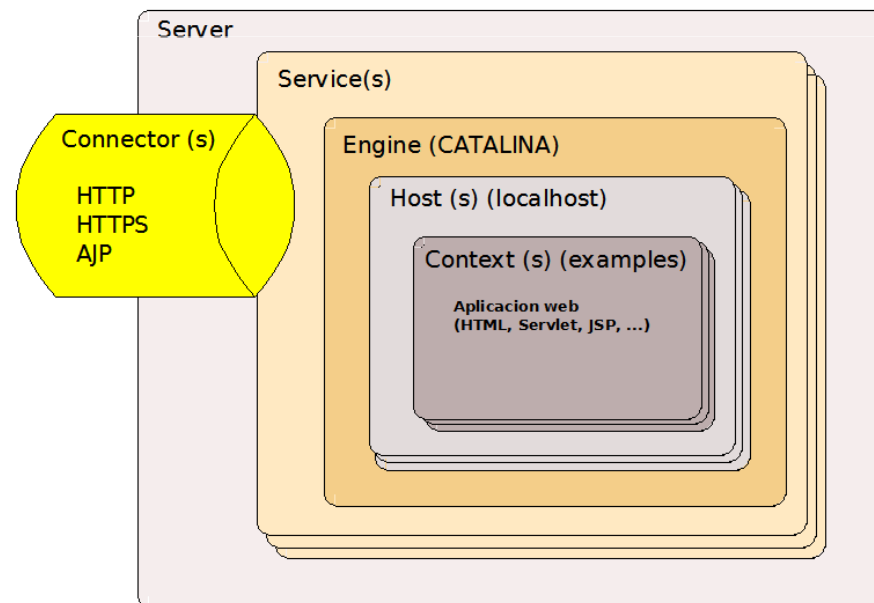 Server
Service(s)
Connector (s)
HTTP
HTTPS
AJP
Engine (CATALINA)
Host (s) (localhost)
Context (s) (examples)
Aplicacion web
(HTML, Servlet, JSP, ...)